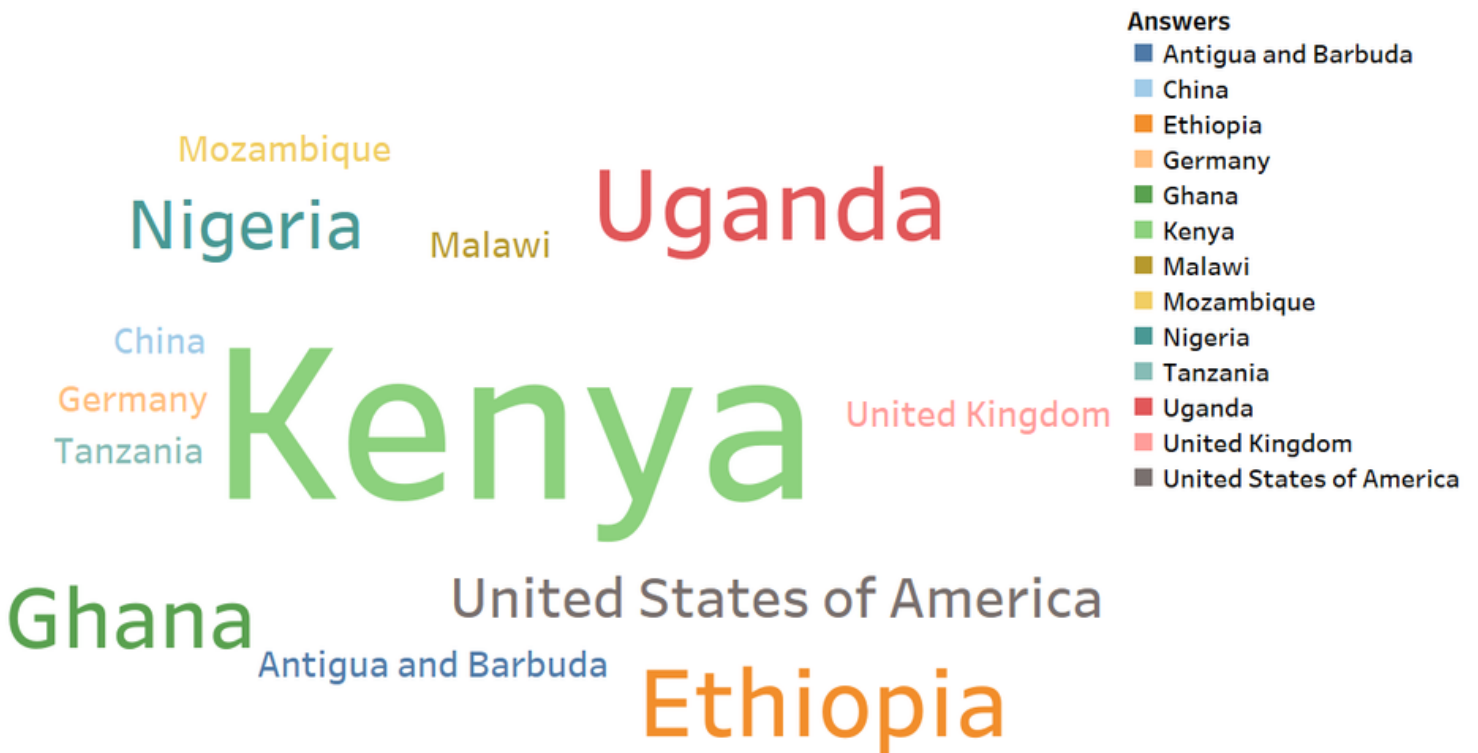 Mozambique
Nigeria
Malawi
Uganda
China
Germany
Tanzania
Kenya
United Kingdom
Ghana
United States of America
Antigua and Barbuda
Ethiopia
Answers
Antigua and Barbuda
China
Ethiopia
Germany
Ghana
Kenya
Malawi
Mozambique
Nigeria
Tanzania
Uganda
United Kingdom
United States of America